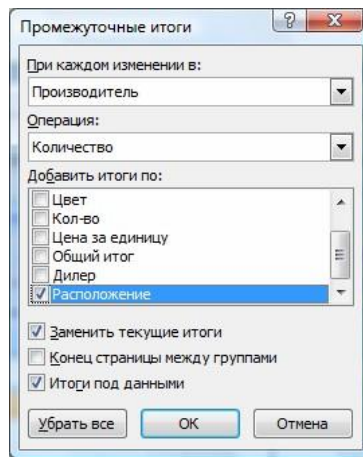 Промежуточные итоги
При каждом изменении в:
Производитель
Операция:
Количество
Добавить итоги по:
Цвет
Кол-во
Цена за единицу
Общий итог
Дилер
Расположение
Заменить текущие итоги
Конец страницы между группами
Итоги под данными
Убрать все ОК Отмена